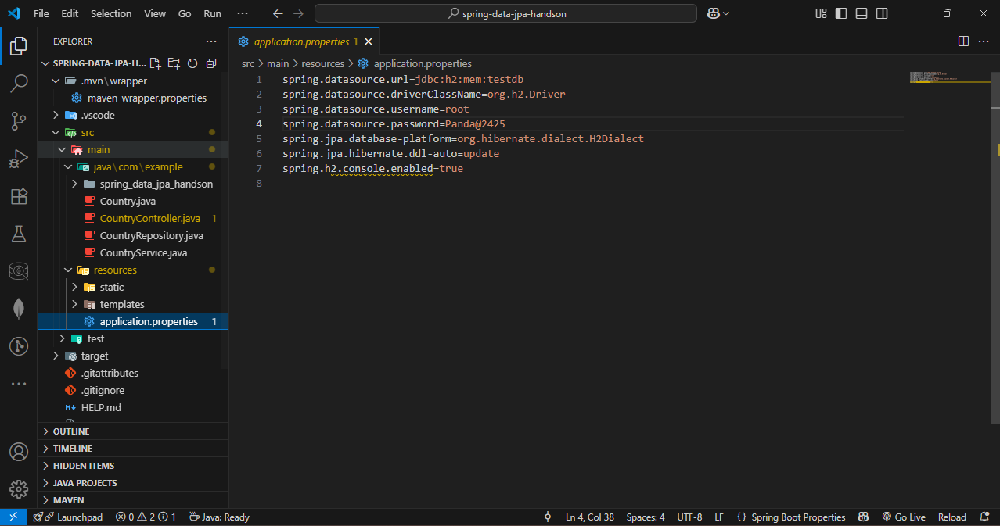 File Edit Selection View Go Run ··· spring-data-jpa-handson
EXPLORER
SPRING-DATA-JPA-H...
.mvn\wrapper
maven-wrapper.properties
.vscode
src
main
java\com\example
spring_data_jpa_handson
Country.java
CountryController.java 1
CountryRepository.java
CountryService.java
resources
static
templates
application.properties 1
test
target
.gitattributes
.gitignore
HELP.md
OUTLINE
TIMELINE
HIDDEN ITEMS
JAVA PROJECTS
MAVEN
application.properties 1
src > main > resources > application.properties
1 spring.datasource.url=jdbc:h2:mem:testdb
2 spring.datasource.driverClassName=org.h2.Driver
3 spring.datasource.username=root
4 spring.datasource.password=Panda@2425
5 spring.jpa.database-platform=org.hibernate.dialect.H2Dialect
6 spring.jpa.hibernate.ddl-auto=update
7 spring.h2.console.enabled=true
8
Launchpad 0 2 1 Java: Ready Ln 4, Col 38 Spaces: 4 UTF-8 LF {} Spring Boot Properties Go Live Reload